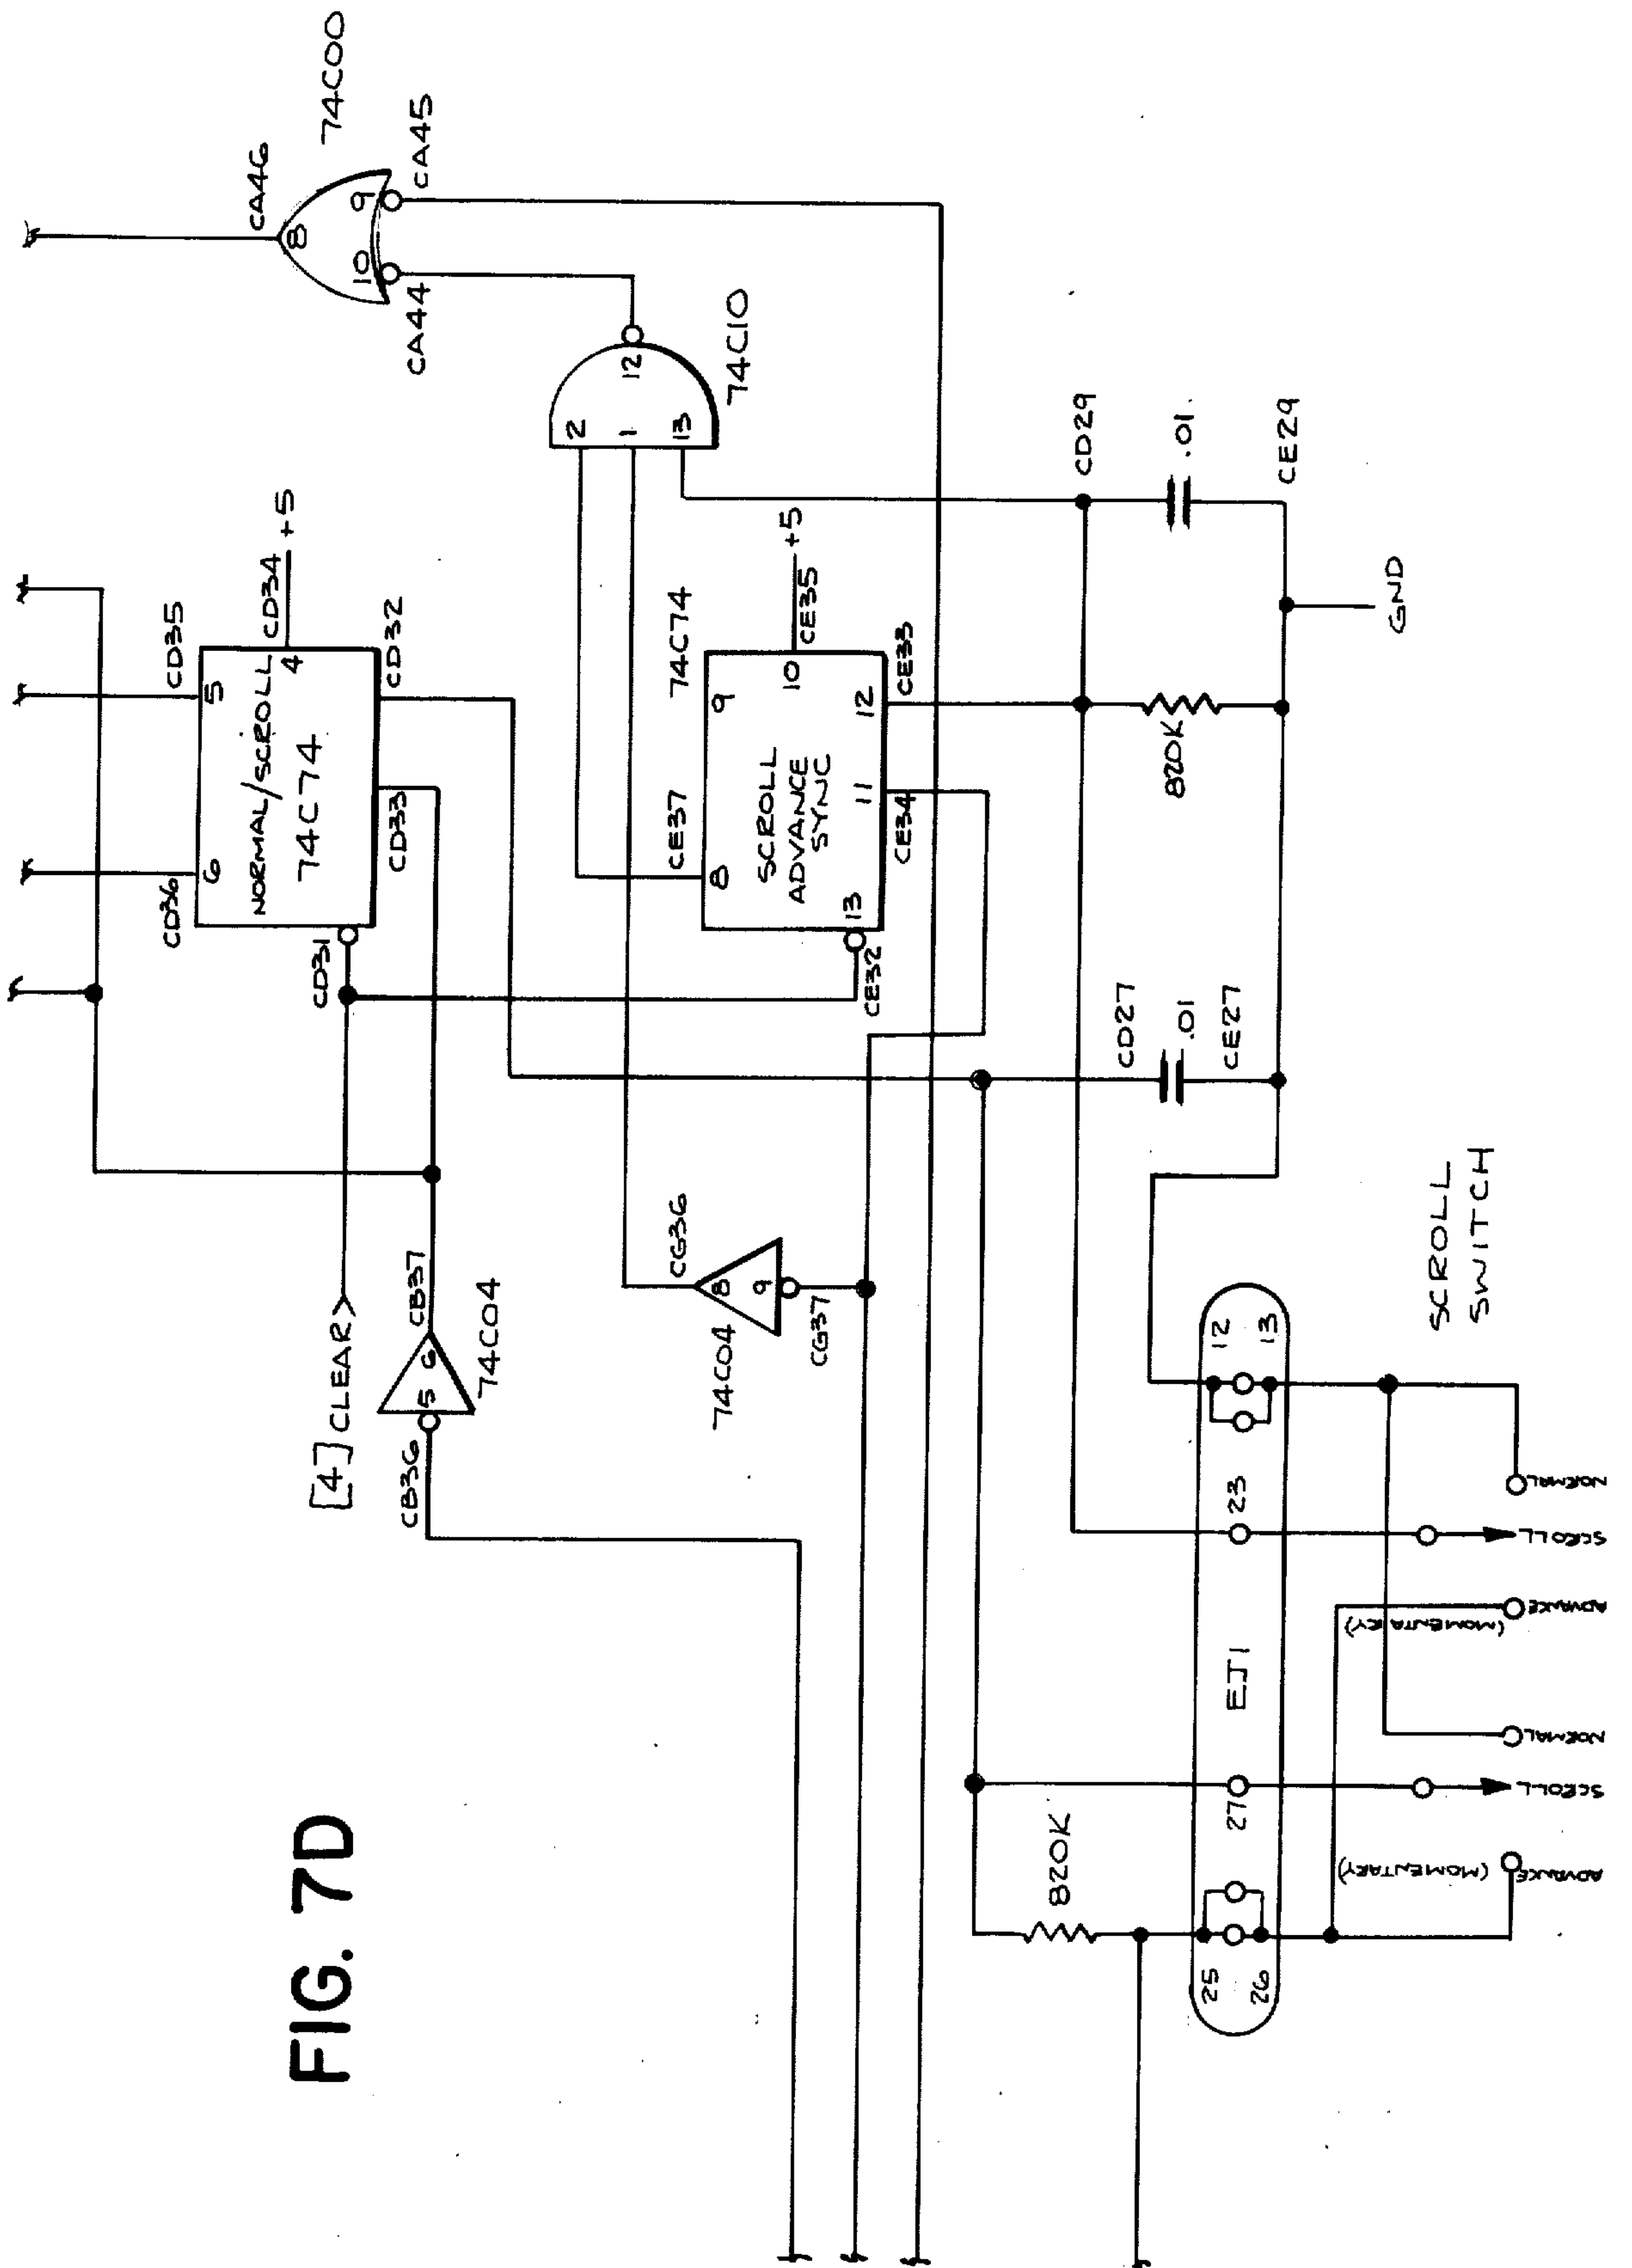 FIG. 7D
74C00
CA46
8
10
9
CA44
CA45
74C10
12
2
1
13
CD35
CD34
+5
CD32
5
4
NORMAL/SCROLL
74C74
6
CD36
CD33
CD31
[4] CLEAR
CB37
6
5
74C04
CB36
74C74
CE35
+5
CE33
9
10
12
SCROLL
ADVANCE
SYNC
11
8
13
CE37
CE34
CE32
CG36
8
9
74C04
CG37
CD29
.01
CE29
GND
820K
CD27
.01
CE27
SCROLL
SWITCH
12
13
23
EJ1
27
25
26
820K
NORMAL
SCROLL
ADVANCE
(MOMENTARY)
NORMAL
SCROLL
ADVANCE
(MOMENTARY)